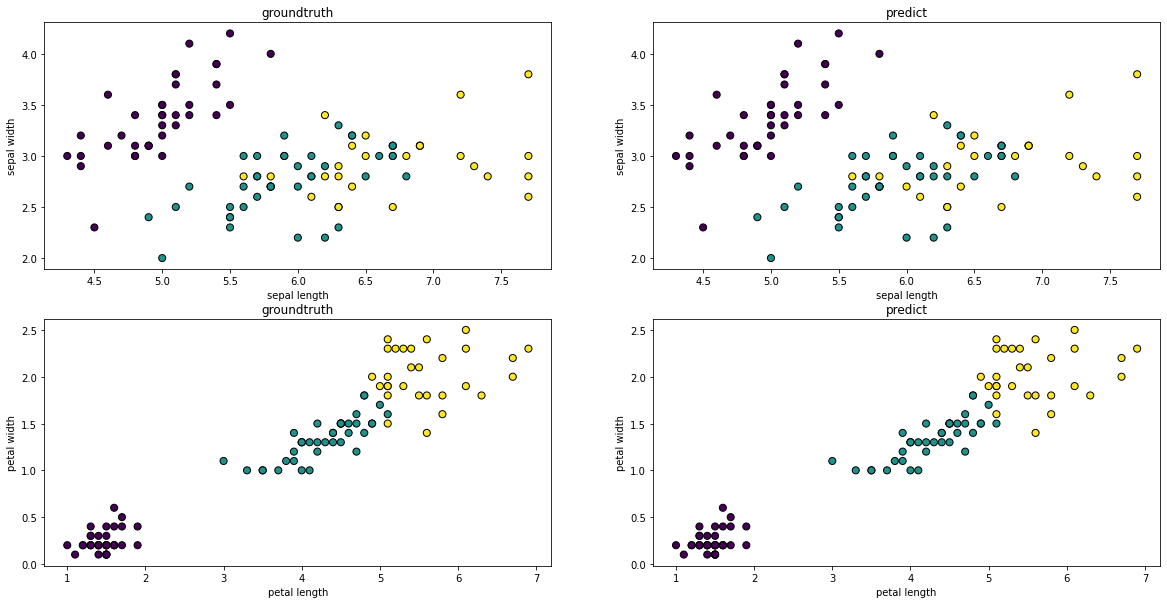 groundtruth
sepal width
4.0
3.5
3.0
2.5
2.0
4.5 5.0 5.5 6.0 6.5 7.0 7.5
sepal length
predict
sepal width
4.0
3.5
3.0
2.5
2.0
4.5 5.0 5.5 6.0 6.5 7.0 7.5
sepal length
groundtruth
petal width
2.5
2.0
1.5
1.0
0.5
0.0
1 2 3 4 5 6 7
petal length
predict
petal width
2.5
2.0
1.5
1.0
0.5
0.0
1 2 3 4 5 6 7
petal length